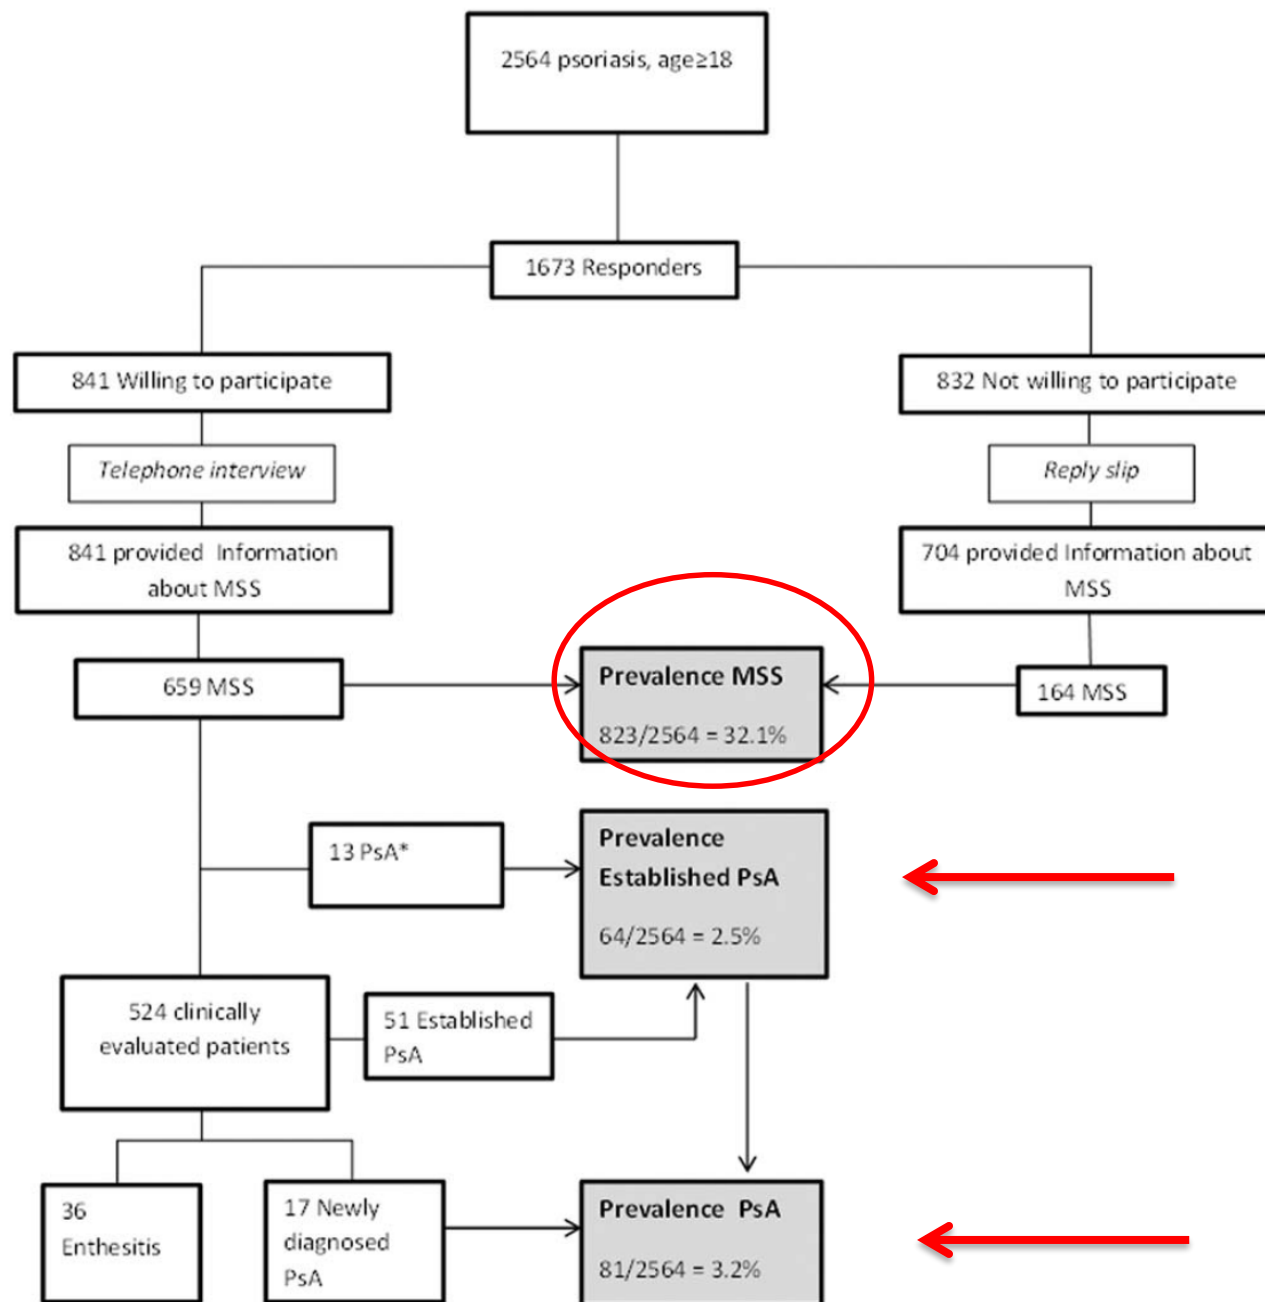 2564 psoriasis, age≥18
1673 Responders
841 Willing to participate
832 Not willing to participate
Telephone interview
Reply slip
841 provided Information
about MSS
704 provided Information about
MSS
659 MSS
Prevalence MSS
823/2564 = 32.1%
164 MSS
13 PsA*
Prevalence
Established PsA
64/2564 = 2.5%
524 clinically
evaluated patients
51 Established
PsA
36
Enthesitis
17 Newly
diagnosed
PsA
Prevalence PsA
81/2564 = 3.2%